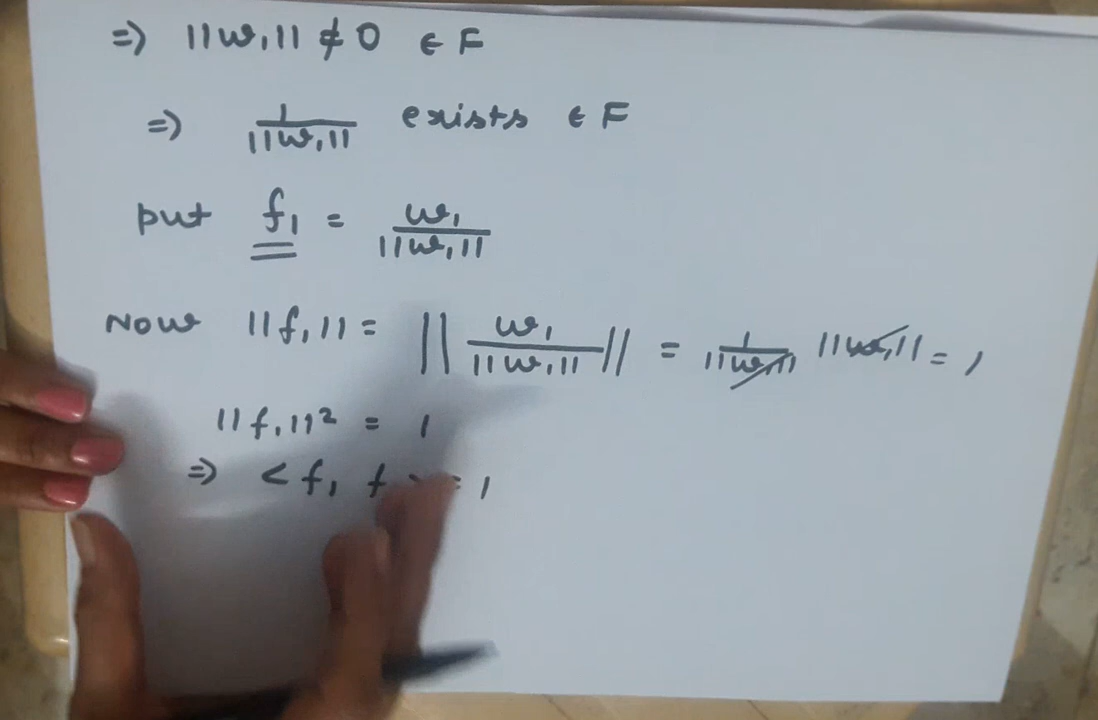 => ||w₁|| ≠ 0 ∈ F
=> 1/||w₁|| exists ∈ F
put f₁ = w₁/||w₁||
Now ||f₁|| = || w₁/||w₁|| || = 1/||w₁|| ||w₁|| = 1
||f₁||² = 1
=> <f₁, f = 1